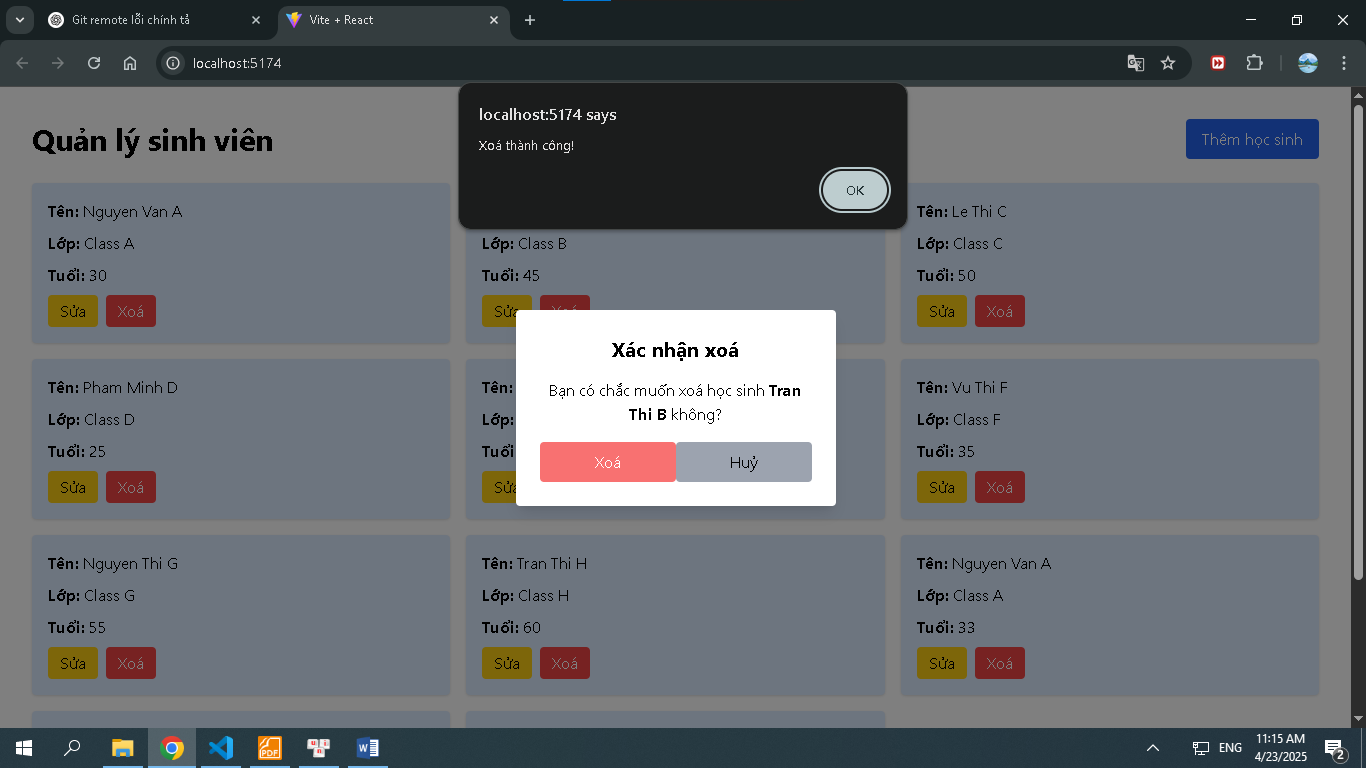 Git remote lỗi chính tả
Vite + React
localhost:5174
localhost:5174 says
Xoá thành công!
OK
Quản lý sinh viên
Thêm học sinh
Tên: Nguyen Van A
Lớp: Class A
Tuổi: 30
Sửa Xoá
Lớp: Class B
Tuổi: 45
Sửa Xoá
Tên: Le Thi C
Lớp: Class C
Tuổi: 50
Sửa Xoá
Xác nhận xoá
Bạn có chắc muốn xoá học sinh Tran
Thi B không?
Xoá Huỷ
Tên: Pham Minh D
Lớp: Class D
Tuổi: 25
Sửa Xoá
Tên:
Lớp:
Tuổi:
Sửa
Tên: Vu Thi F
Lớp: Class F
Tuổi: 35
Sửa Xoá
Tên: Nguyen Thi G
Lớp: Class G
Tuổi: 55
Sửa Xoá
Tên: Tran Thi H
Lớp: Class H
Tuổi: 60
Sửa Xoá
Tên: Nguyen Van A
Lớp: Class A
Tuổi: 33
Sửa Xoá
PDF
ENG
11:15 AM
4/23/2025
2